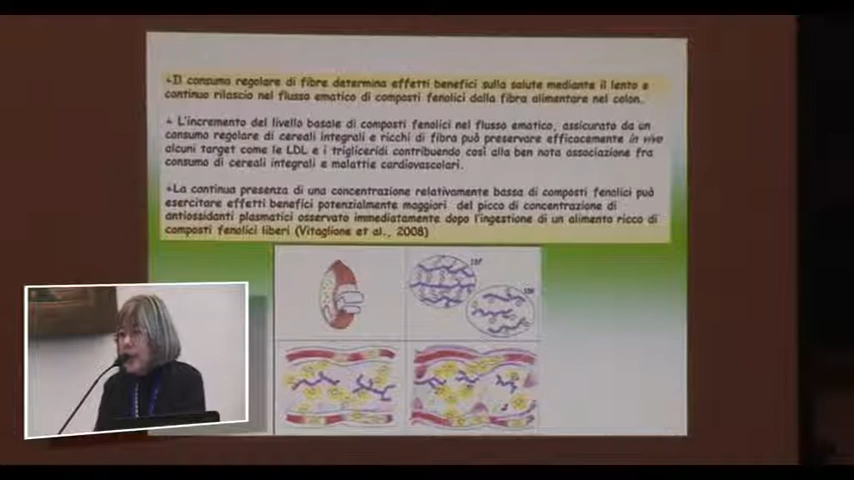 Il consumo regolare di fibre determina effetti benefici sulla salute mediante il lento e
continuo rilascio nel flusso ematico di composti fenolici dalla fibra alimentare nel colon.
L'incremento del livello basale di composti fenolici nel flusso ematico, assicurato da un
consumo regolare di cereali integrali e ricchi di fibra può preservare efficacemente in vivo
alcuni target come le LDL e i trigliceridi contribuendo così alla ben nota associazione fra
consumo di cereali integrali e malattie cardiovascolari.
La continua presenza di una concentrazione relativamente bassa di composti fenolici può
esercitare effetti benefici potenzialmente maggiori del picco di concentrazione di
antiossidanti plasmatici osservato immediatamente dopo l'ingestione di un alimento ricco di
composti fenolici liberi (Vitaglione et al., 2008)
IDF
SDF